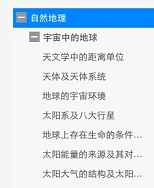 自然地理
宇宙中的地球
天文学中的距离单位
天体及天体系统
地球的宇宙环境
太阳系及八大行星
地球上存在生命的条件...
太阳能量的来源及其对...
太阳大气的结构及太阳...